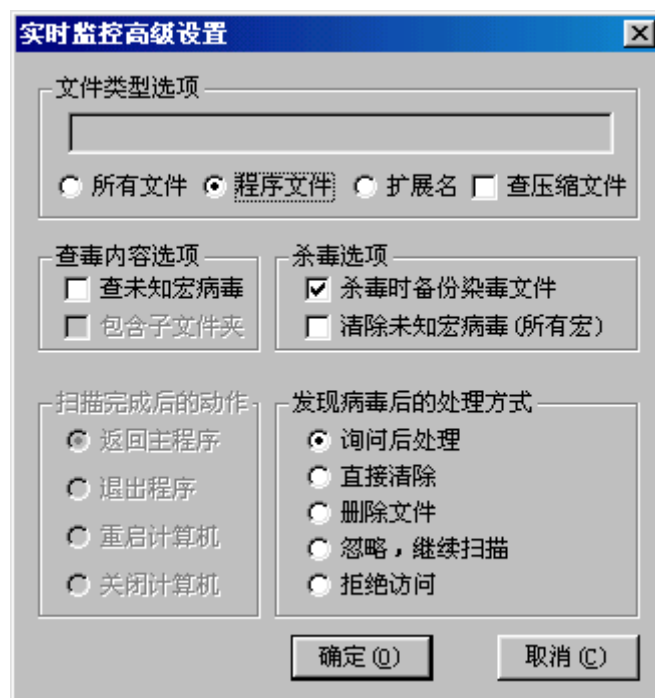 实时监控高级设置
文件类型选项
所有文件 程序文件 扩展名 查压缩文件
查毒内容选项 杀毒选项
查未知宏病毒 杀毒时备份染毒文件
包含子文件夹 清除未知宏病毒(所有宏)
扫描完成后的动作 发现病毒后的处理方式
返回主程序 询问后处理
直接清除
退出程序
删除文件
重启计算机
忽略，继续扫描
关闭计算机 拒绝访问
确定(O) 取消(C)